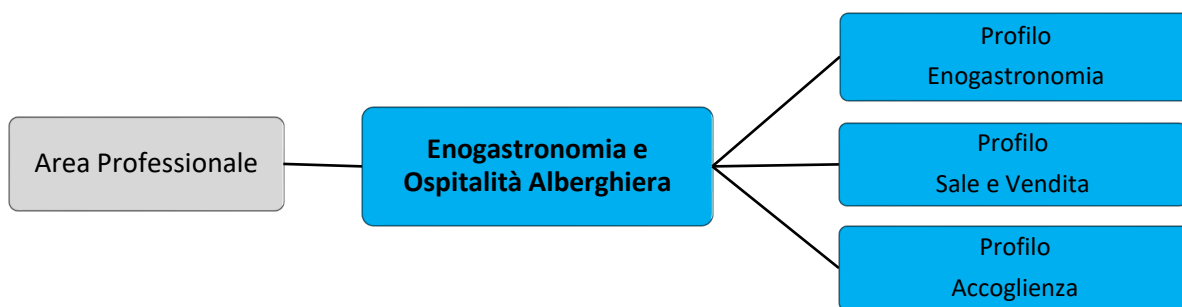 Area Professionale
Enogastronomia e
Ospitalità Alberghiera
Profilo
Enogastronomia
Profilo
Sale e Vendita
Profilo
Accoglienza